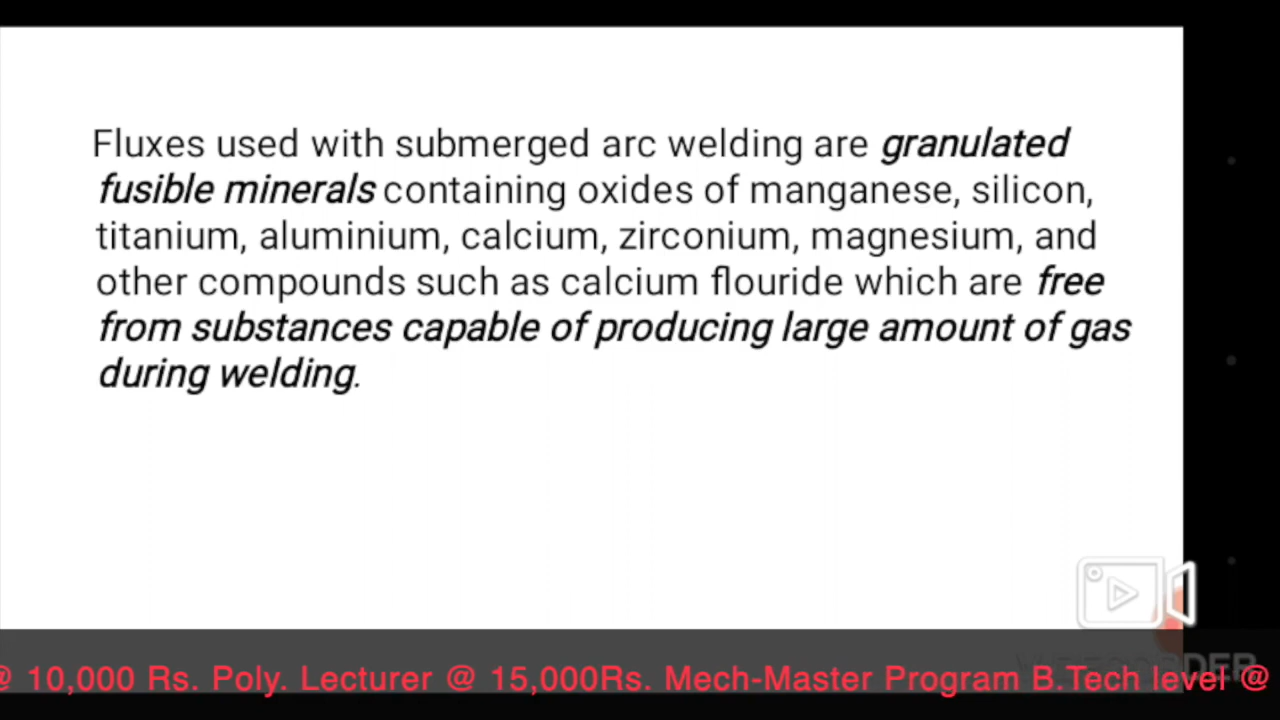 Fluxes used with submerged arc welding are granulated
fusible minerals containing oxides of manganese, silicon,
titanium, aluminium, calcium, zirconium, magnesium, and
other compounds such as calcium flouride which are free
from substances capable of producing large amount of gas
during welding.
@ 10,000 Rs. Poly. Lecturer @ 15,000Rs. Mech-Master Program B.Tech level @